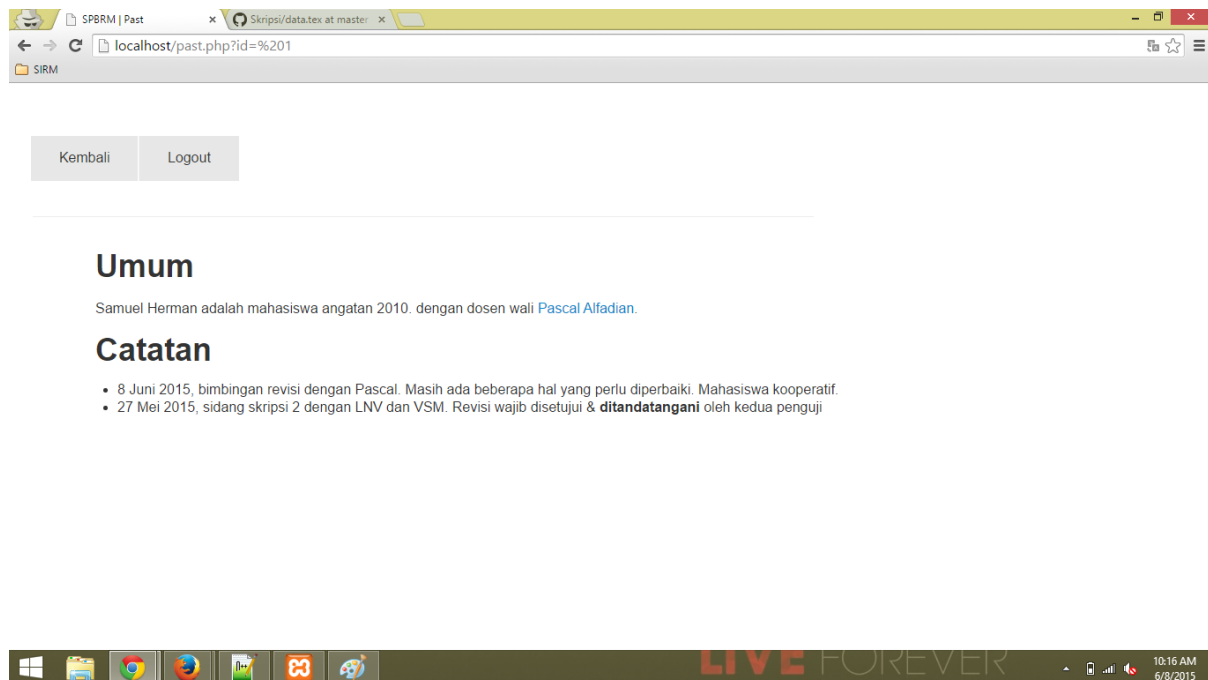 SPBRM | Past
Skripsi/data.tex at master
localhost/past.php?id=%201
SIRM
Kembali Logout
Umum
Samuel Herman adalah mahasiswa angatan 2010. dengan dosen wali Pascal Alfadian.
Catatan
8 Juni 2015, bimbingan revisi dengan Pascal. Masih ada beberapa hal yang perlu diperbaiki. Mahasiswa kooperatif.
27 Mei 2015, sidang skripsi 2 dengan LNV dan VSM. Revisi wajib disetujui & ditandatangani oleh kedua penguji
LIVE FOREVER
10:16 AM
6/8/2015